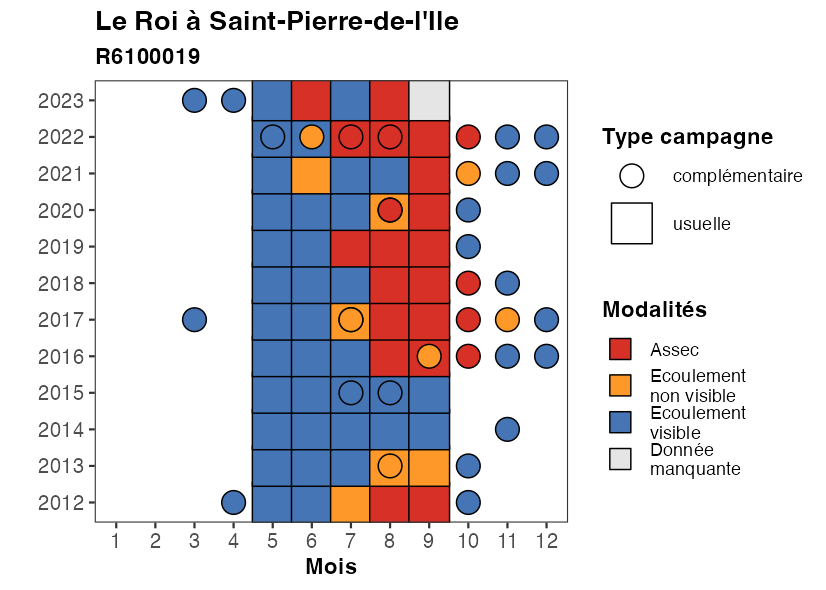 Le Roi à Saint-Pierre-de-l'Ile
R6100019
2023
2022
2021
2020
2019
2018
2017
2016
2015
2014
2013
2012
1 2 3 4 5 6 7 8 9 10 11 12
Mois
Type campagne
complémentaire
usuelle
Modalités
Assec
Ecoulement
non visible
Ecoulement
visible
Donnée
manquante